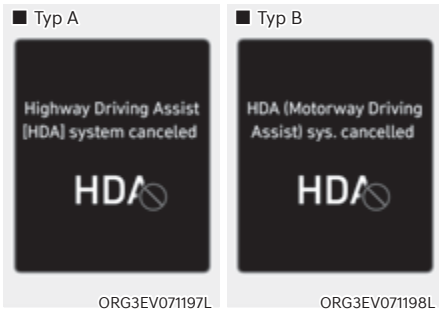 ■ Typ A
Highway Driving Assist
[HDA] system canceled
HDA
ORG3EV071197L
■ Typ B
HDA (Motorway Driving
Assist) sys. cancelled
HDA
ORG3EV071198L